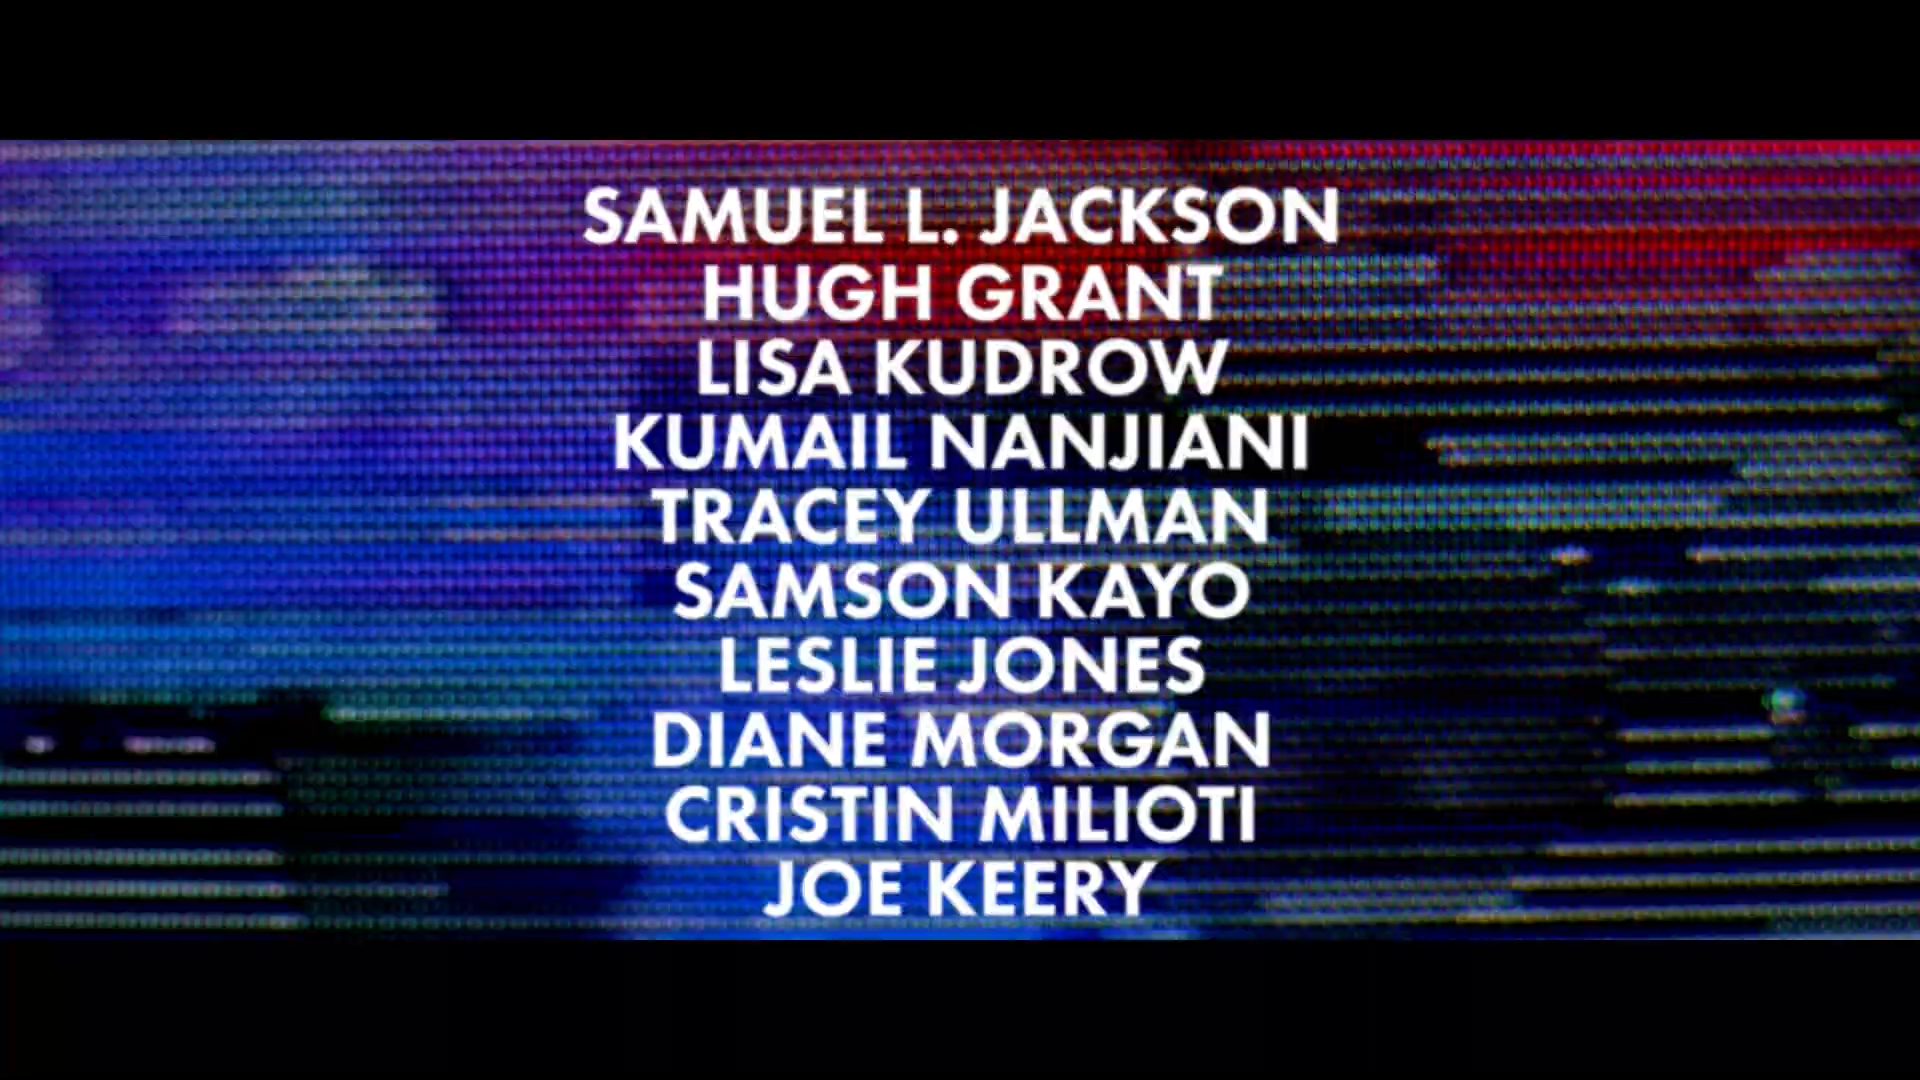 SAMUEL L. JACKSON
HUGH GRANT
LISA KUDROW
KUMAIL NANJIANI
TRACEY ULLMAN
SAMSON KAYO
LESLIE JONES
DIANE MORGAN
CRISTIN MILIOTI
JOE KEERY